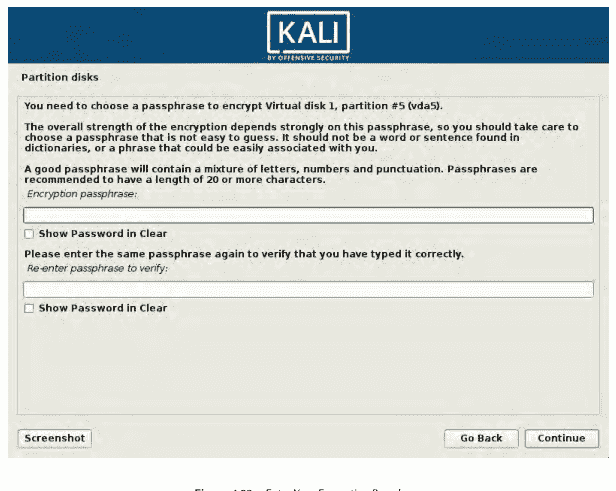 KALI
BY OFFENSIVE SECURITY
Partition disks
You need to choose a passphrase to encrypt Virtual disk 1, partition #5 (vda5).
The overall strength of the encryption depends strongly on this passphrase, so you should take care to
choose a passphrase that is not easy to guess. It should not be a word or sentence found in
dictionaries, or a phrase that could be easily associated with you.
A good passphrase will contain a mixture of letters, numbers and punctuation. Passphrases are
recommended to have a length of 20 or more characters.
Encryption passphrase:
Show Password in Clear
Please enter the same passphrase again to verify that you have typed it correctly.
Re-enter passphrase to verify:
Show Password in Clear
Screenshot
Go Back
Continue